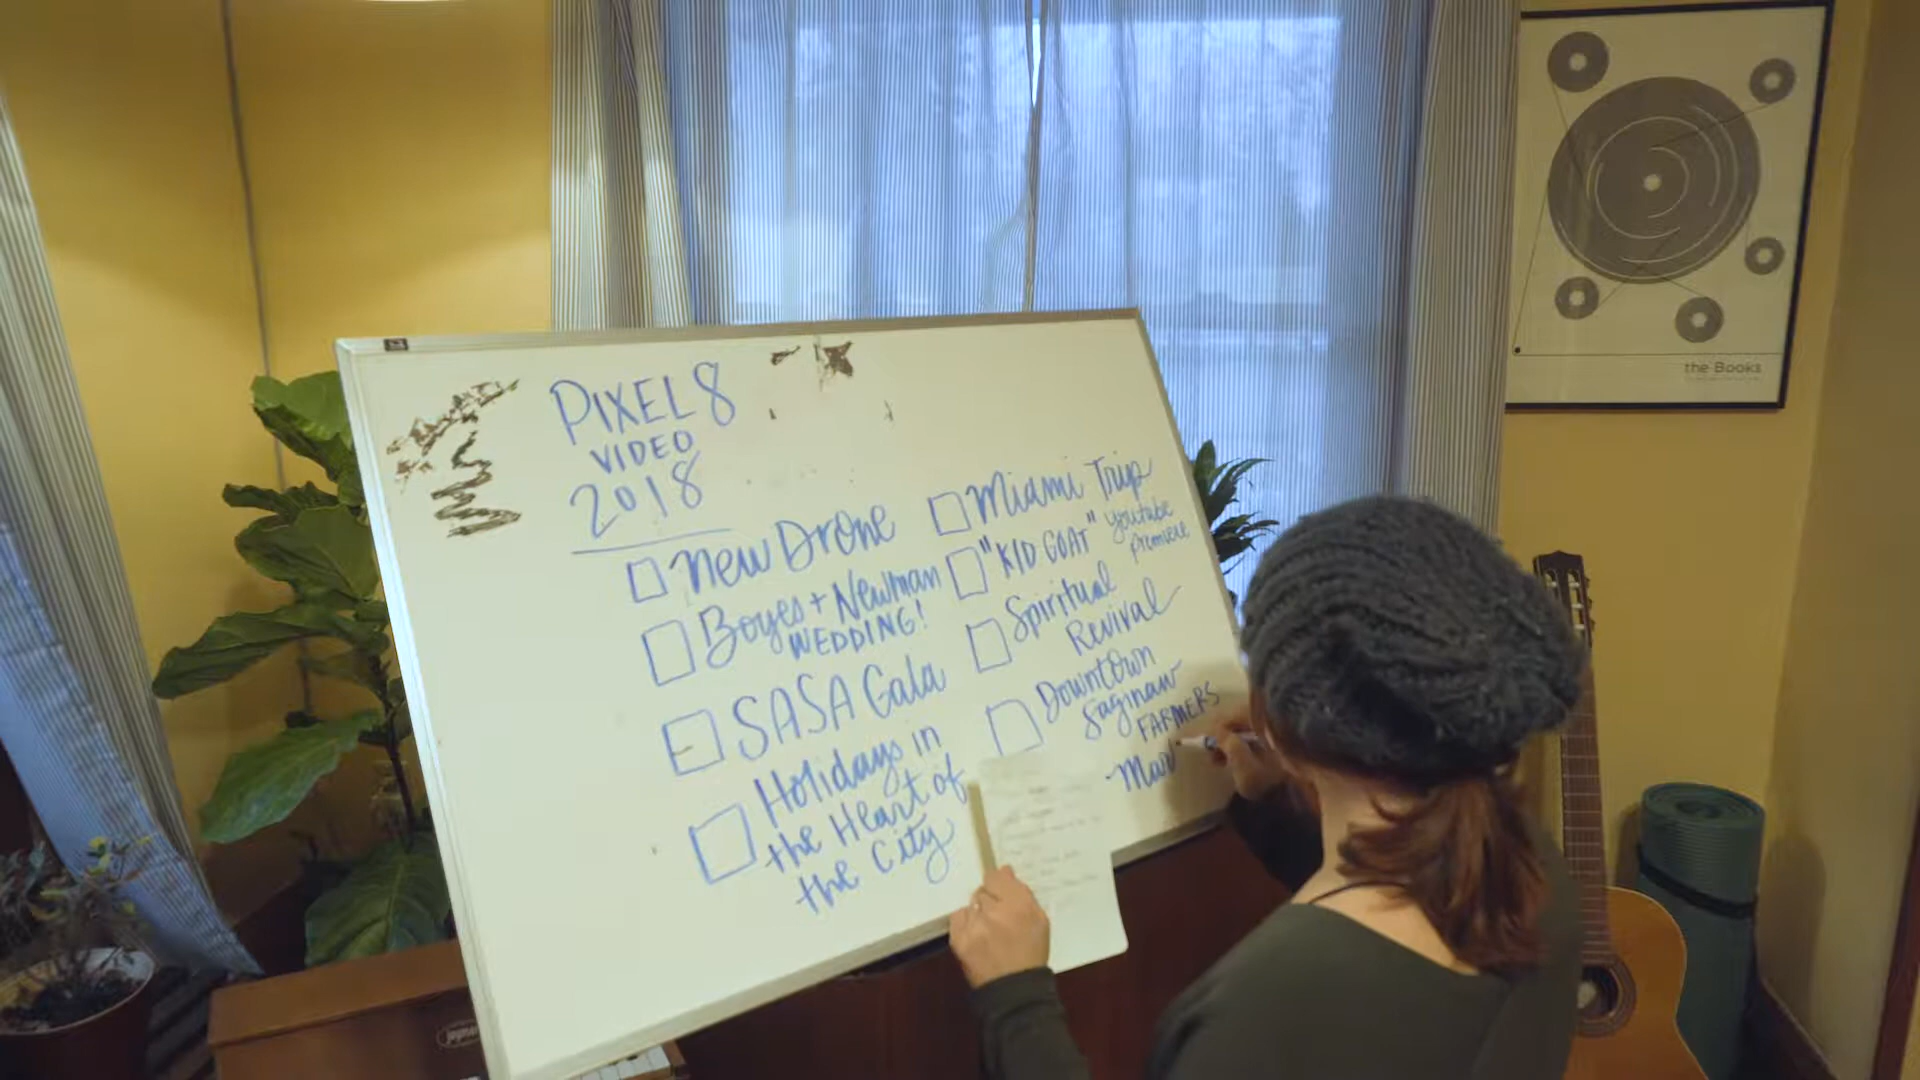 PIXEL 8
VIDEO
2018
New Drone
Boyes + Newman
WEDDING!
SASA Gala
Holidays in
the Heart of
the City
Miami Trip
"KID GOAT" youtube
premiere
Spiritual
Revival
Downtown
Saginaw
FARMERS
Mar
the Books